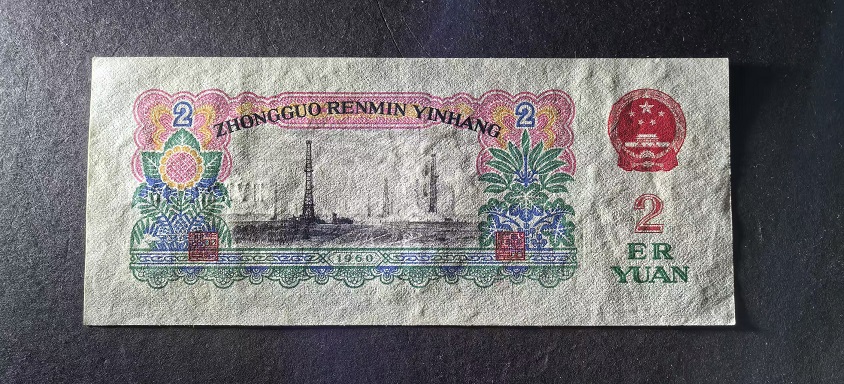 2
2
ZHONGGUO RENMIN YINHANG
1960
2
ER
YUAN